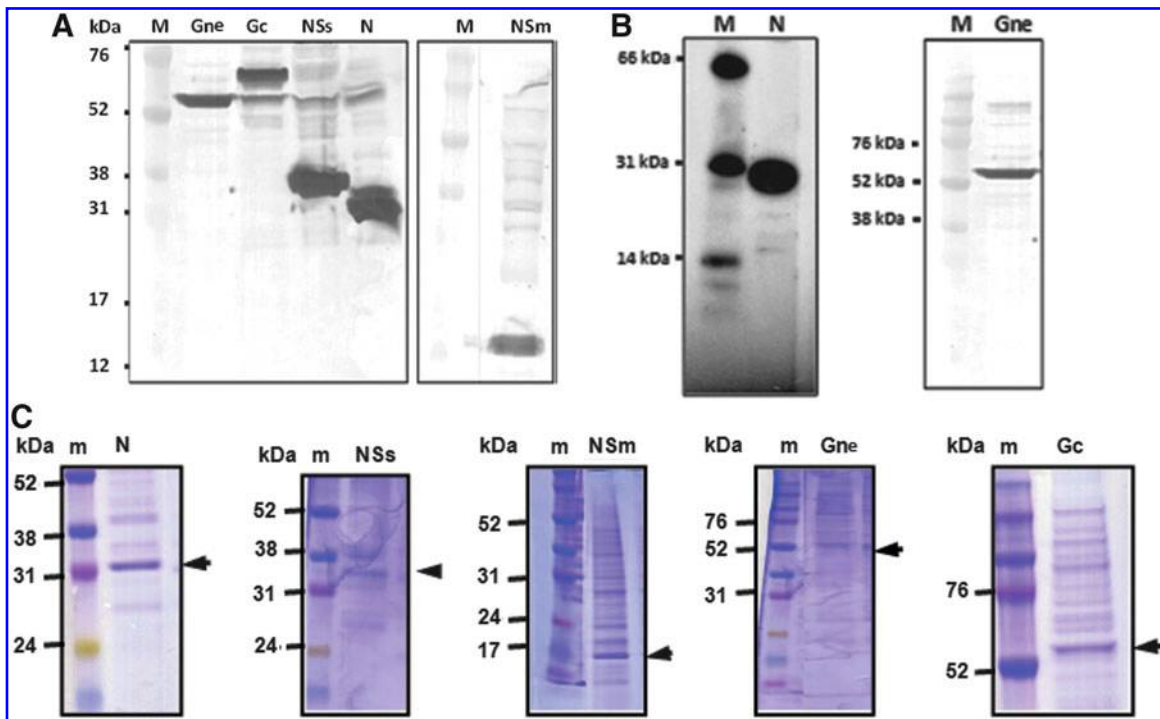 A kDa M Gne Gc NSs N M NSm
76
52
38
31
17
12
B M N M Gne
66 kDa
31 kDa
14 kDa
76 kDa
52 kDa
38 kDa
C
kDa m N
52
38
31
24
kDa m NSs
52
38
31
24
kDa m NSm
52
31
24
17
kDa m Gne
76
52
31
kDa m Gc
76
52